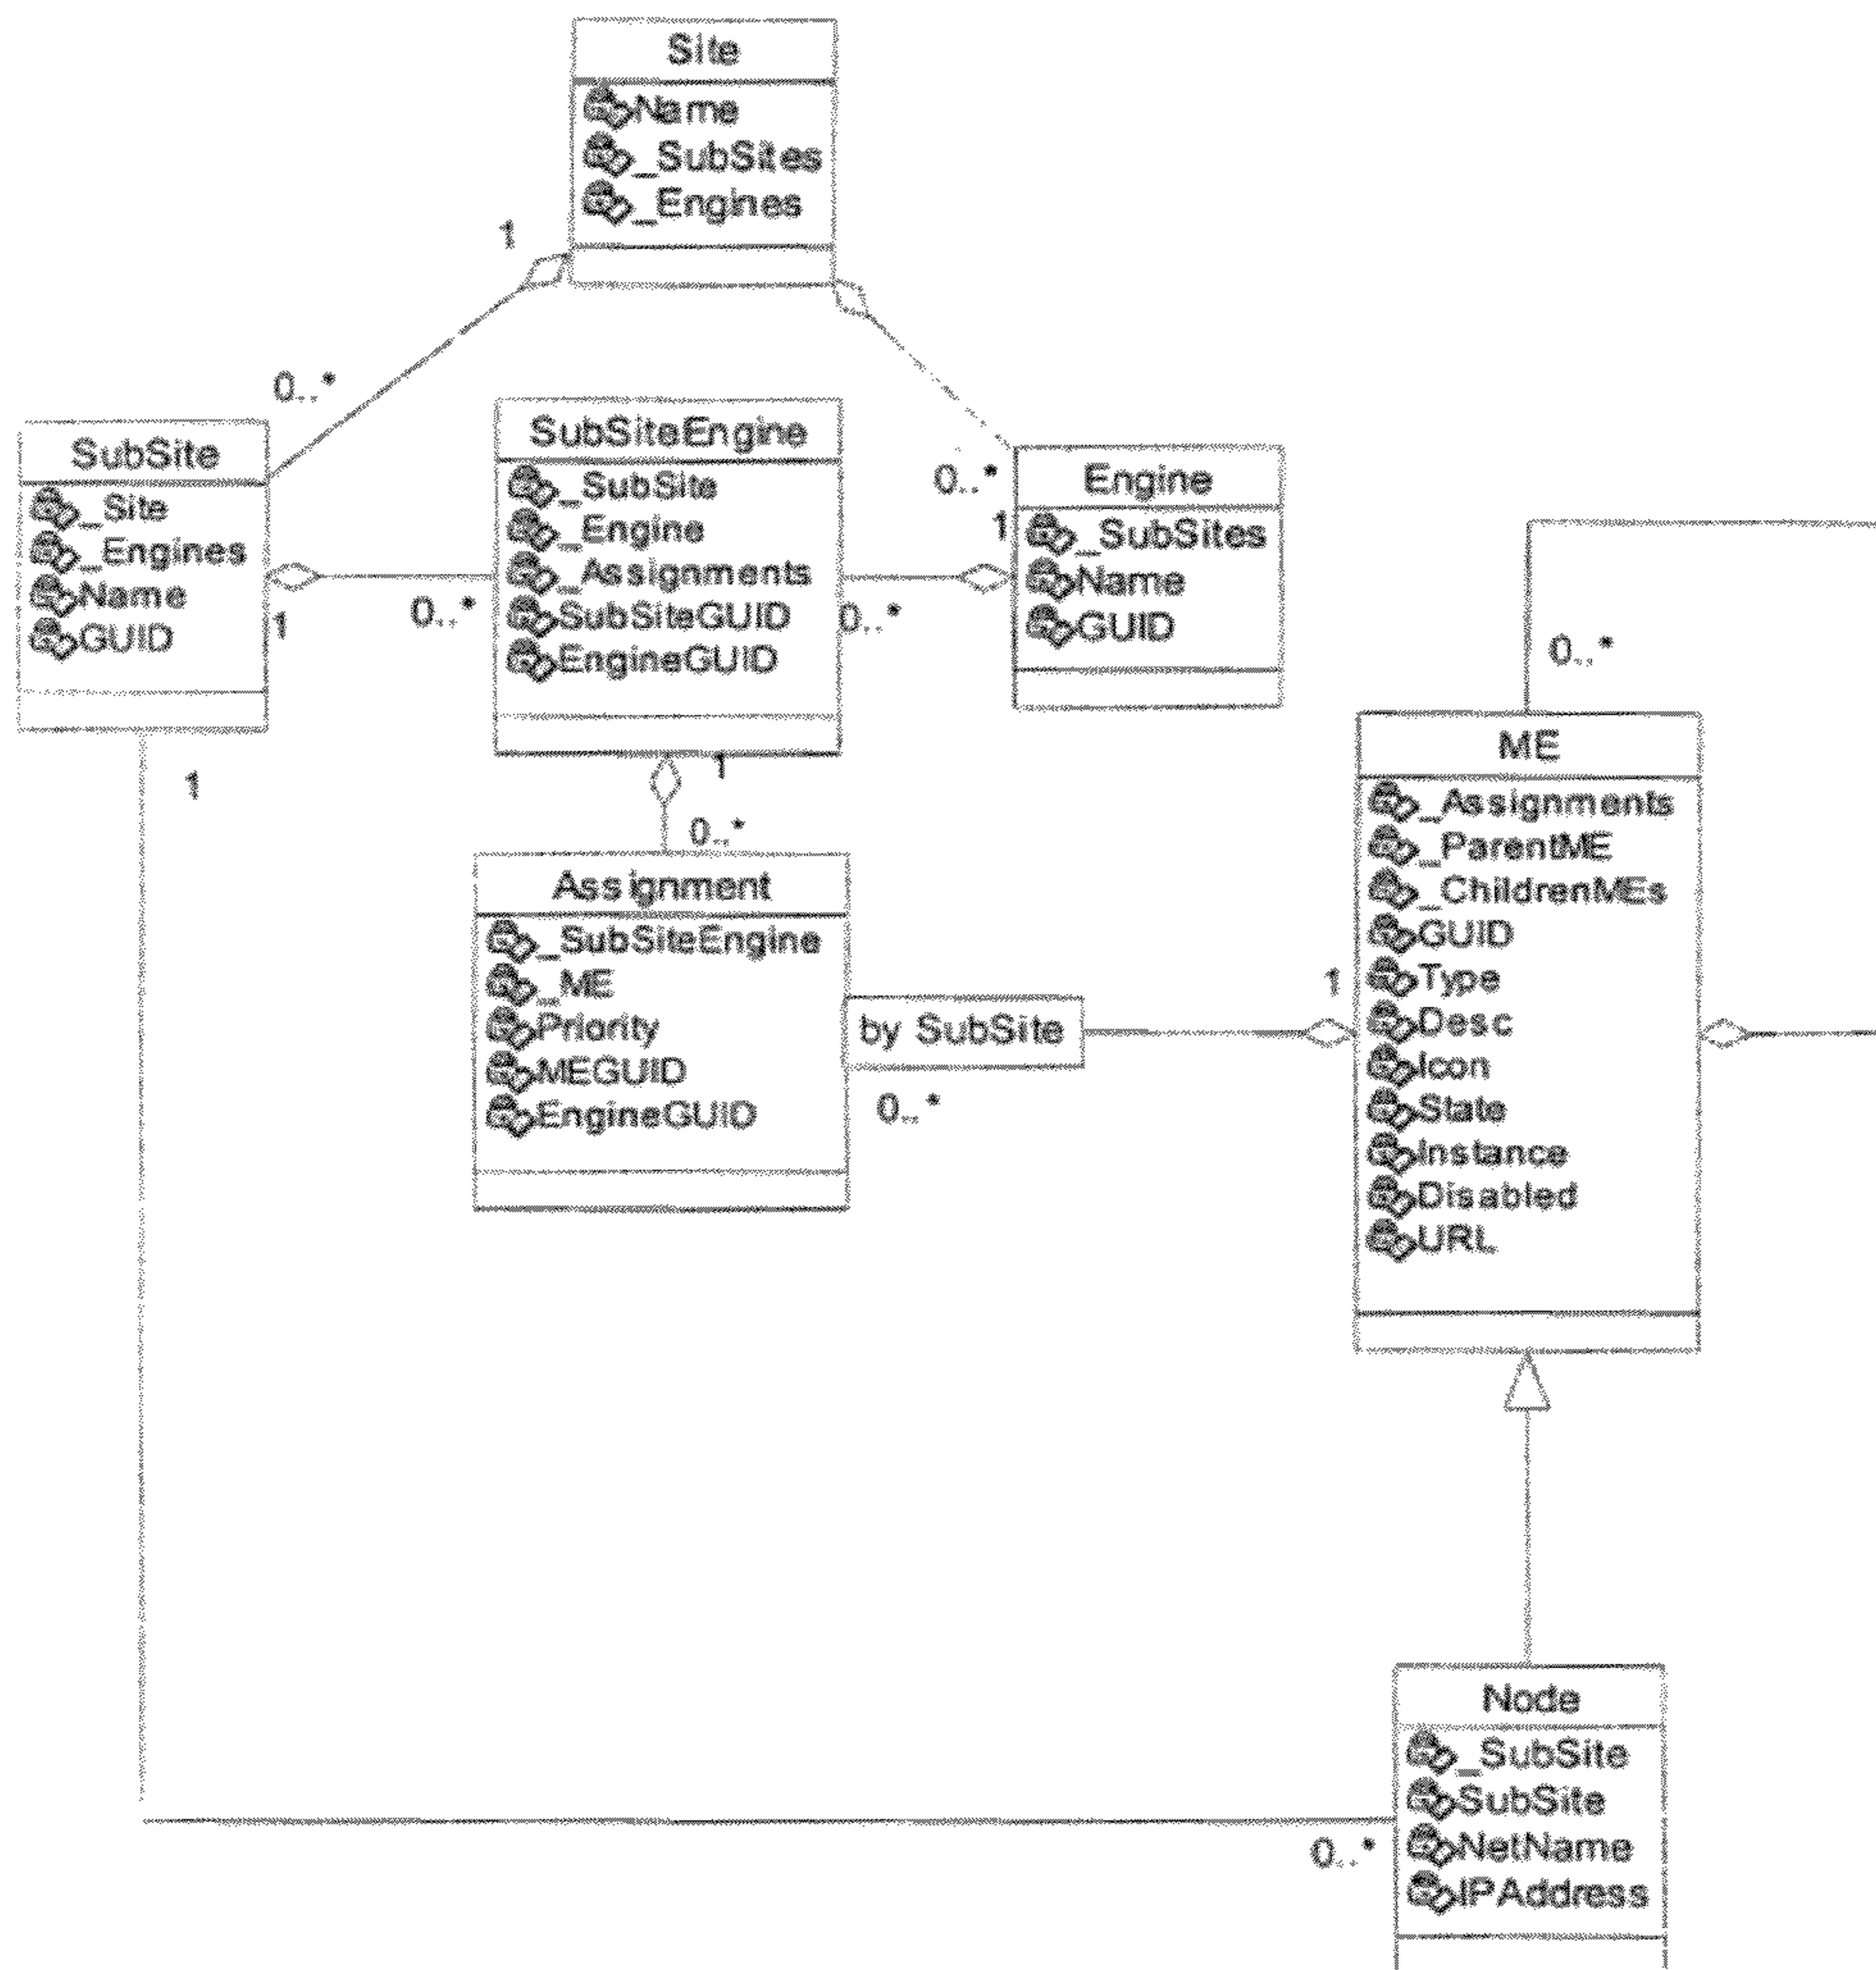 Site
Name
_SubSites
_Engines
1
0..*
SubSite
_Site
_Engines
Name
GUID
1
0..*
SubSiteEngine
_SubSite
_Engine
_Assignments
SubSiteGUID
EngineGUID
0..*
0..*
1
Engine
_SubSites
Name
GUID
1
1
0..*
Assignment
_SubSiteEngine
_ME
Priority
MEGUID
EngineGUID
by SubSite
0..*
1
0..*
ME
_Assignments
_ParentME
_ChildrenMEs
GUID
Type
Desc
Icon
State
Instance
Disabled
URL
Node
_SubSite
SubSite
NetName
IPAddress
0..*